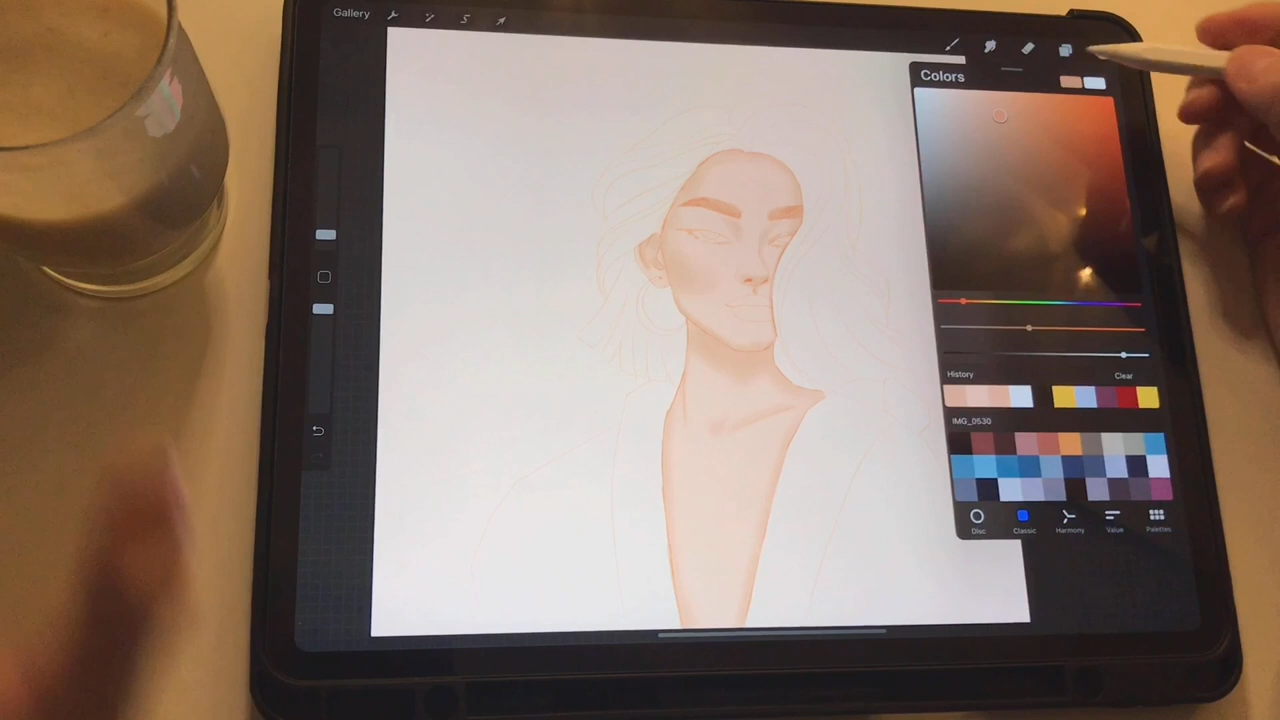 Gallery
Colors
History Clear
IMG_0530
Disc Classic Harmony Value Palettes